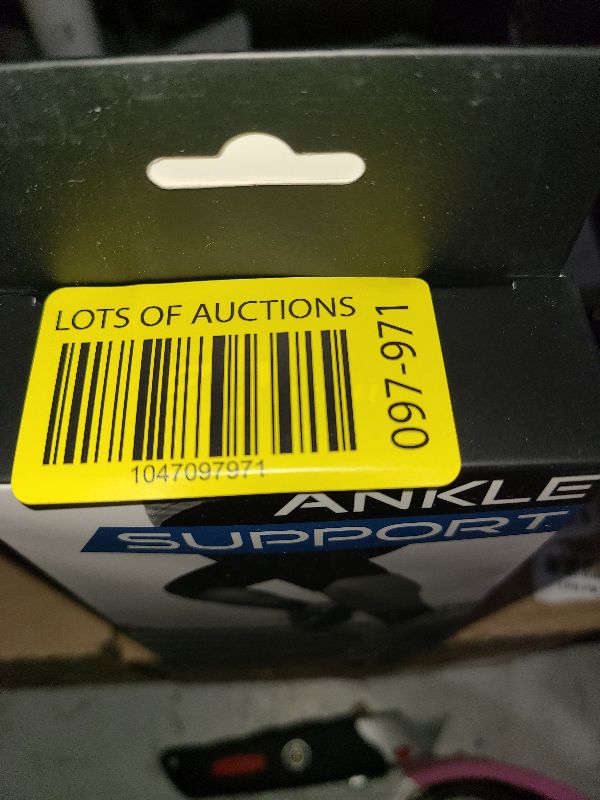 LOTS OF AUCTIONS
097-971
1047097971
ANKLE
SUPPORT